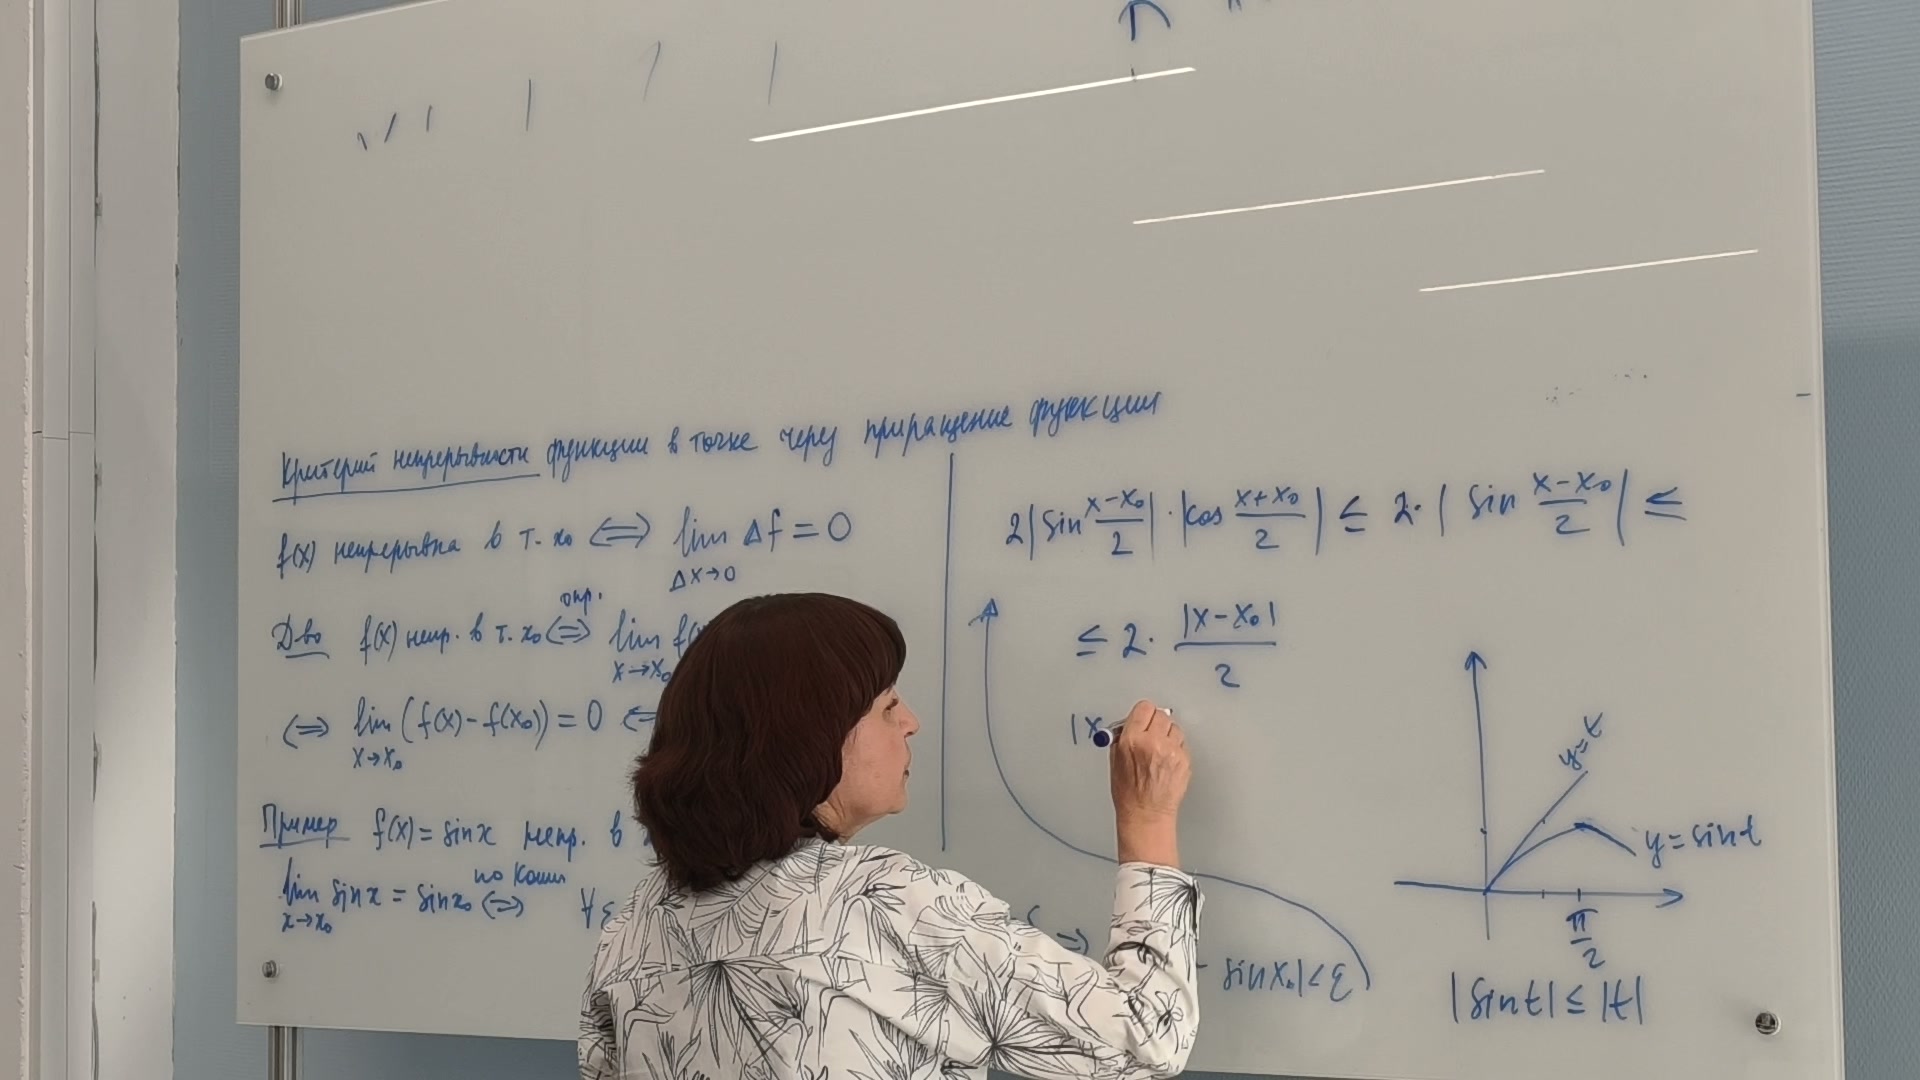 Критерий непрерывности функции в точке через приращение функции
f(x) непрерывна в т. x₀ ⟺ lim Δf = 0
Δx→0
Д-во f(x) непр. в т. x₀ ⟺ опр. lim f(x
x→x₀
⟺ lim (f(x) - f(x₀)) = 0
x→x₀
Пример f(x) = sin x непр. в
lim sin x = sin x₀ ⟺ по Коши ∀ε
x→x₀
⇒
- sin x₀| < ε
2|sin (x-x₀)/2| · |cos (x+x₀)/2| ≤ 2·|sin (x-x₀)/2| ≤
≤ 2· |x-x₀|/2
|x
y=t
y=sin t
π/2
|sin t| ≤ |t|